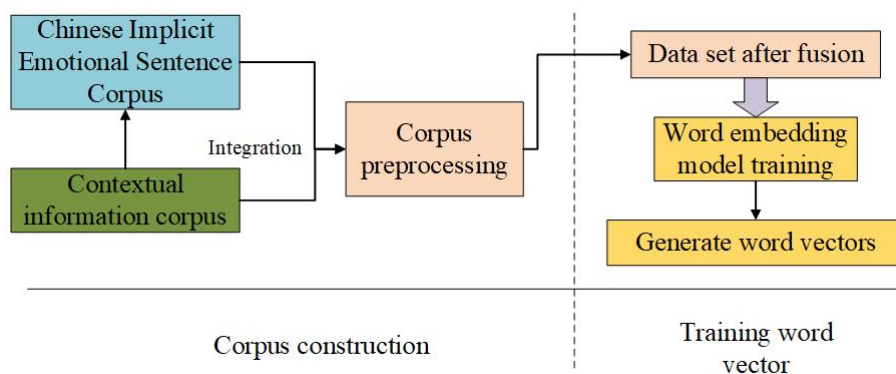 Chinese Implicit
Emotional Sentence
Corpus
Contextual
information corpus
Integration
Corpus
preprocessing
Data set after fusion
Word embedding
model training
Generate word vectors
Corpus construction
Training word
vector